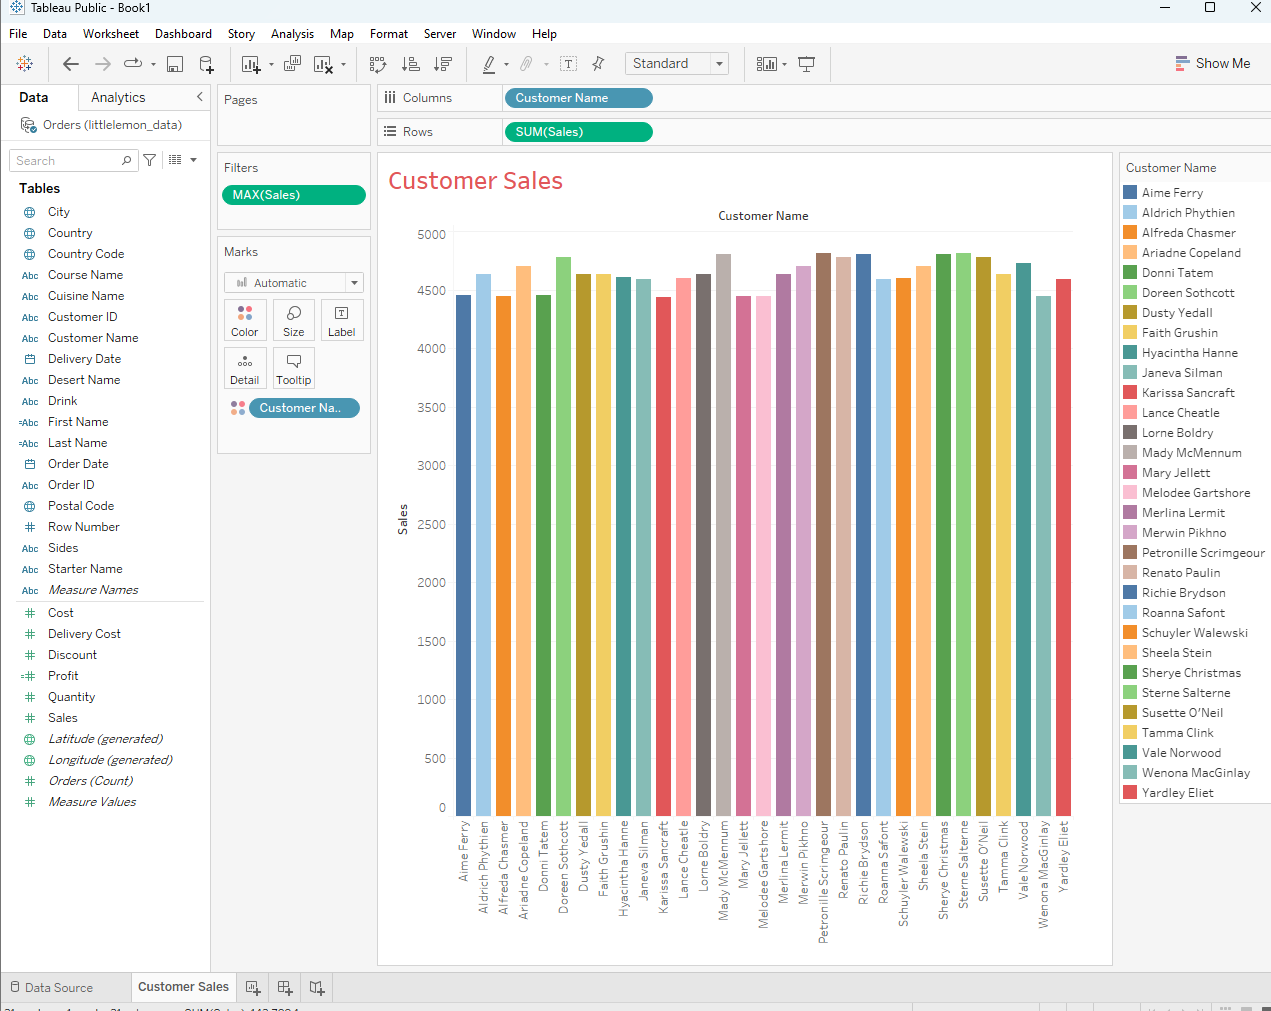 Tableau Public - Book1
File Data Worksheet Dashboard Story Analysis Map Format Server Window Help
Standard
Show Me
Data Analytics
Orders (littlelemon_data)
Search
Tables
City
Country
Country Code
Abc Course Name
Abc Cuisine Name
Abc Customer ID
Abc Customer Name
Delivery Date
Abc Desert Name
Abc Drink
=Abc First Name
=Abc Last Name
Order Date
Abc Order ID
Postal Code
# Row Number
Abc Sides
Abc Starter Name
Abc Measure Names
# Cost
# Delivery Cost
# Discount
=# Profit
# Quantity
# Sales
Latitude (generated)
Longitude (generated)
# Orders (Count)
# Measure Values
Pages
Filters
MAX(Sales)
Marks
Automatic
Color Size Label
Detail Tooltip
Customer Na..
Columns Customer Name
Rows SUM(Sales)
Customer Sales
Customer Name
5000
4500
4000
3500
3000
2500
2000
1500
1000
500
0
Sales
Aime Ferry
Aldrich Phythien
Alfreda Chasmer
Ariadne Copeland
Donni Tatem
Doreen Sothcott
Dusty Yedall
Faith Grushin
Hyacintha Hanne
Janeva Silman
Karissa Sancraft
Lance Cheatle
Lorne Boldry
Mady McMennum
Mary Jellett
Melodee Gartshore
Merlina Lermit
Merwin Pikhno
Petronille Scrimgeour
Renato Paulin
Richie Brydson
Roanna Safont
Schuyler Walewski
Sheela Stein
Sherye Christmas
Sterne Salterne
Susette O'Neil
Tamma Clink
Vale Norwood
Wenona MacGinlay
Yardley Eliet
Customer Name
Aime Ferry
Aldrich Phythien
Alfreda Chasmer
Ariadne Copeland
Donni Tatem
Doreen Sothcott
Dusty Yedall
Faith Grushin
Hyacintha Hanne
Janeva Silman
Karissa Sancraft
Lance Cheatle
Lorne Boldry
Mady McMennum
Mary Jellett
Melodee Gartshore
Merlina Lermit
Merwin Pikhno
Petronille Scrimgeour
Renato Paulin
Richie Brydson
Roanna Safont
Schuyler Walewski
Sheela Stein
Sherye Christmas
Sterne Salterne
Susette O'Neil
Tamma Clink
Vale Norwood
Wenona MacGinlay
Yardley Eliet
Data Source Customer Sales